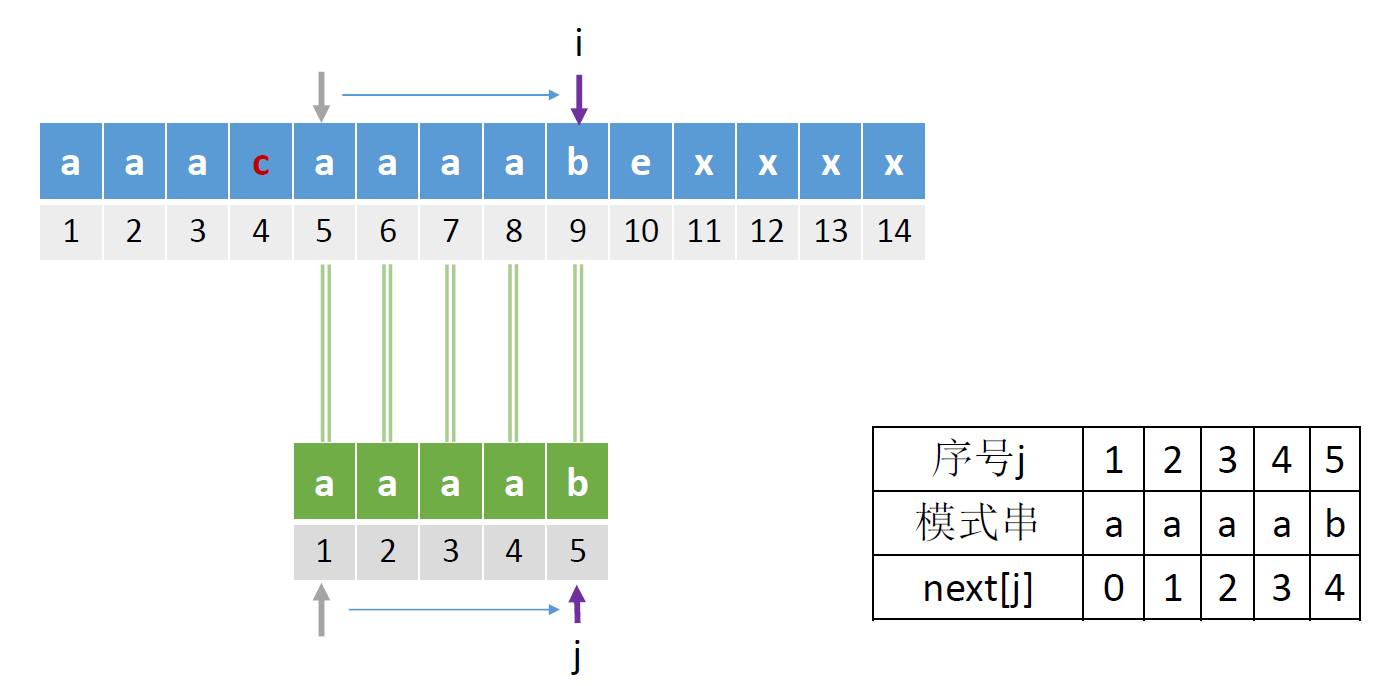 i
a a a c a a a a b e x x x x
1 2 3 4 5 6 7 8 9 10 11 12 13 14
a a a a b
1 2 3 4 5
j
序号j 1 2 3 4 5
模式串 a a a a b
next[j] 0 1 2 3 4